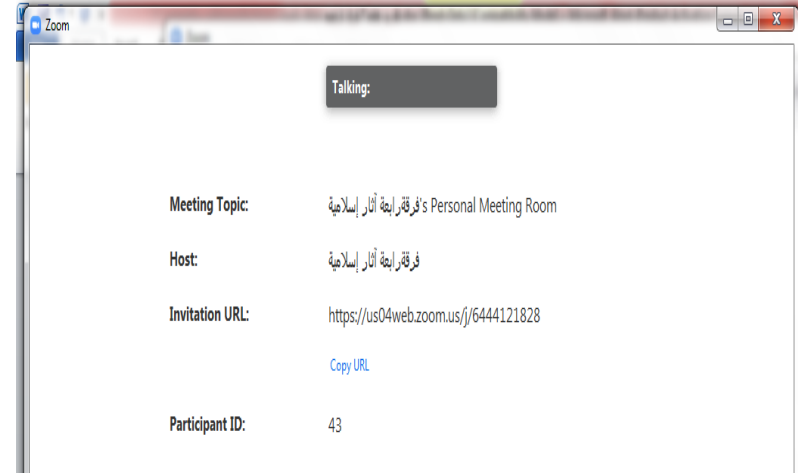 Zoom
Talking:
Meeting Topic: فرقةرابعة آثار إسلامية's Personal Meeting Room
Host: فرقةرابعة آثار إسلامية
Invitation URL: https://us04web.zoom.us/j/6444121828
Copy URL
Participant ID: 43